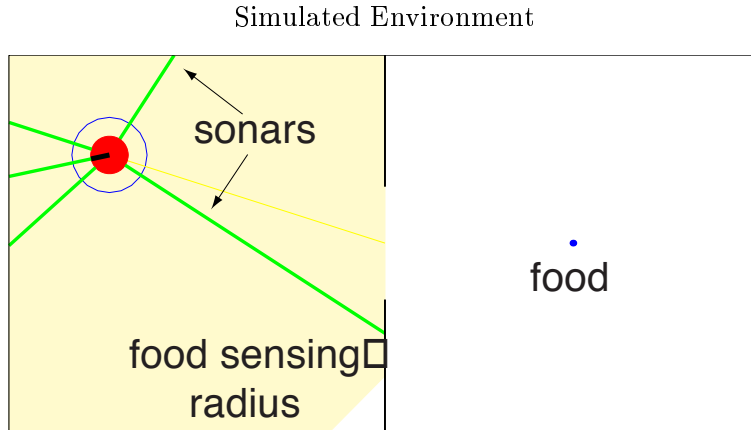 Simulated Environment
sonars
food
food sensing□
radius